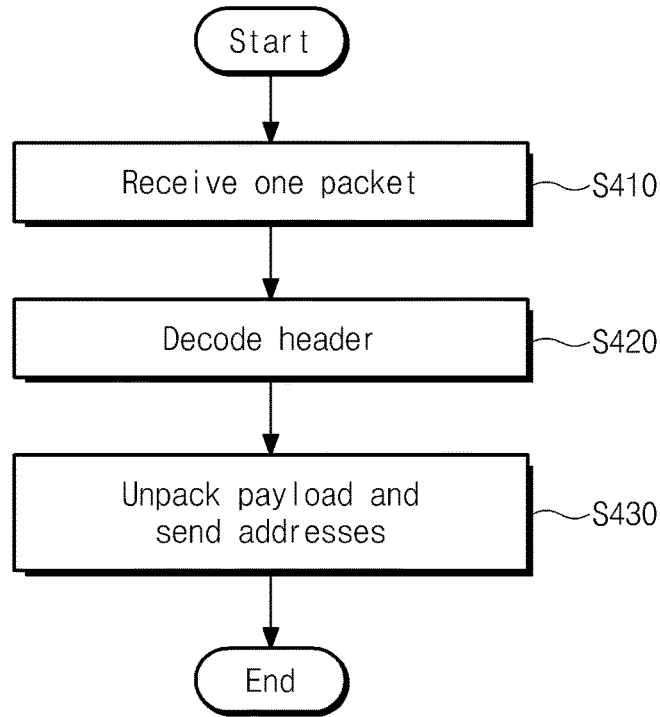 Start
Receive one packet
S410
Decode header
S420
Unpack payload and
send addresses
S430
End